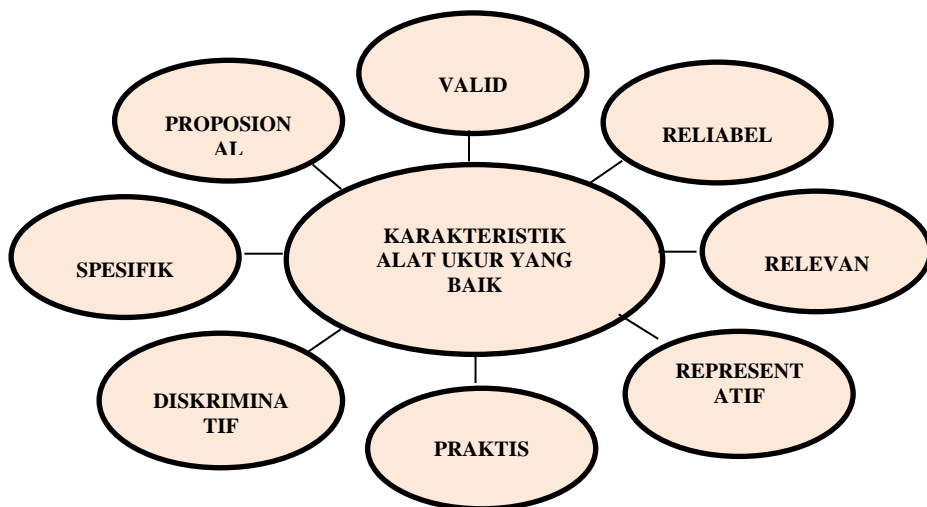 VALID
PROPOSION
AL
RELIABEL
KARAKTERISTIK
ALAT UKUR YANG
BAIK
SPESIFIK
RELEVAN
DISKRIMINA
TIF
REPRESENT
ATIF
PRAKTIS